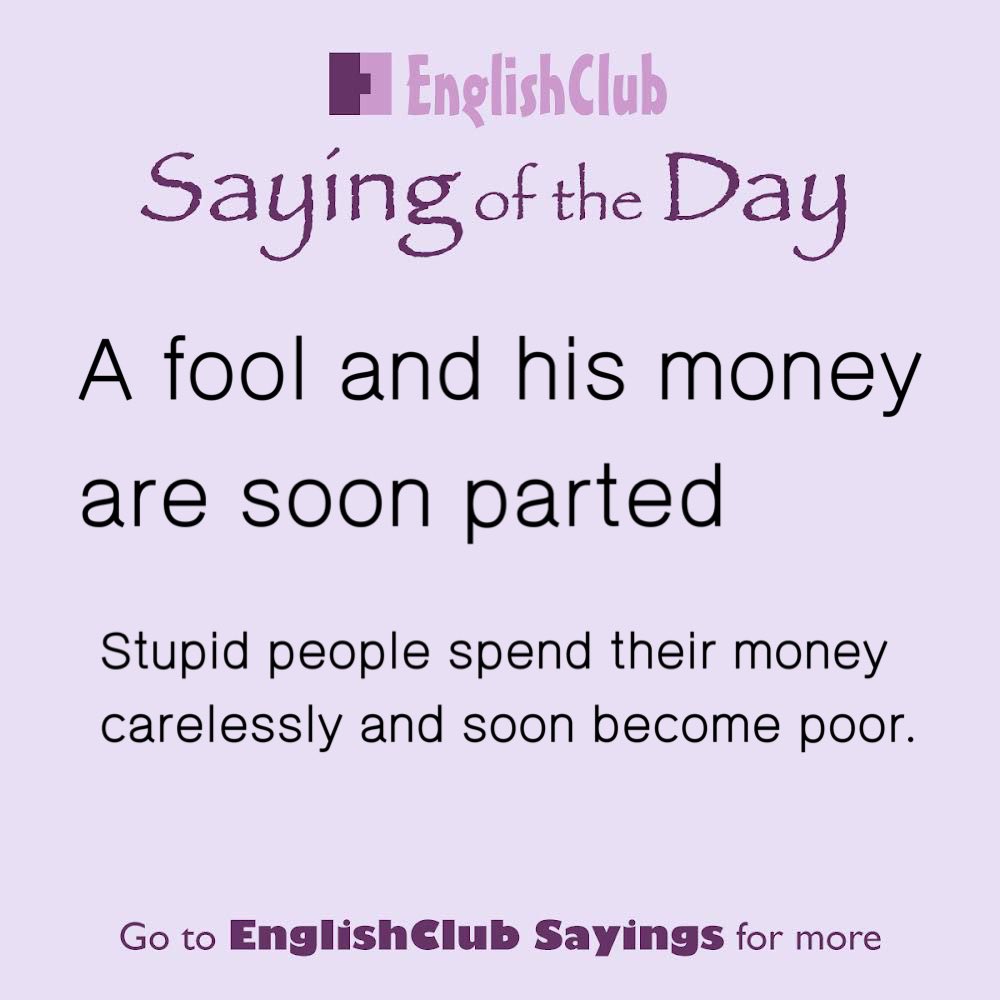 EnglishClub
Saying of the Day
A fool and his money
are soon parted
Stupid people spend their money
carelessly and soon become poor.
Go to EnglishClub Sayings for more